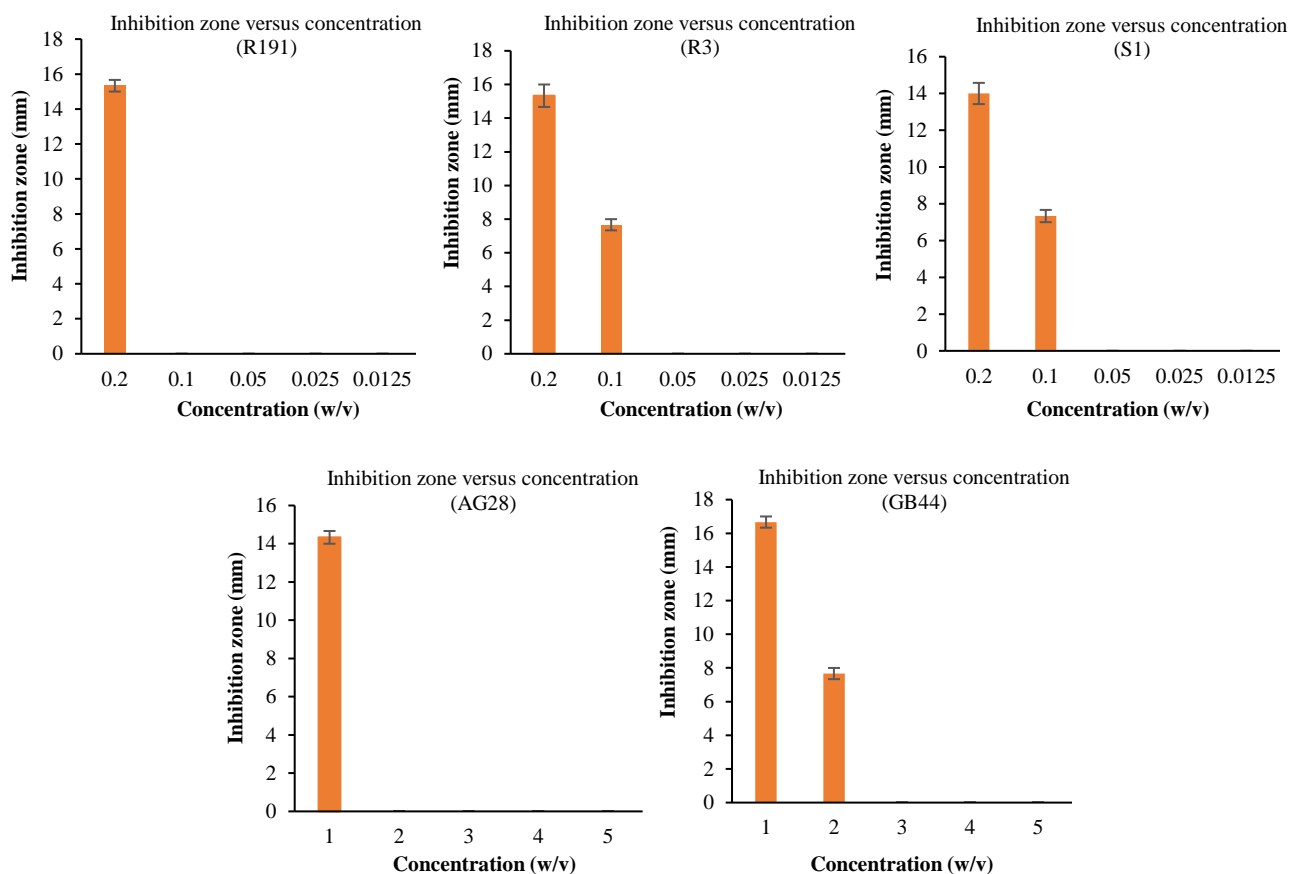 Inhibition zone versus concentration
(R191)
Inhibition zone (mm)
18
16
14
12
10
8
6
4
2
0
0.2 0.1 0.05 0.025 0.0125
Concentration (w/v)
Inhibition zone versus concentration
(R3)
Inhibition zone (mm)
18
16
14
12
10
8
6
4
2
0
0.2 0.1 0.05 0.025 0.0125
Concentration (w/v)
Inhibition zone versus concentration
(S1)
Inhibition zone (mm)
16
14
12
10
8
6
4
2
0
0.2 0.1 0.05 0.025 0.0125
Concentration (w/v)
Inhibition zone versus concentration
(AG28)
Inhibition zone (mm)
16
14
12
10
8
6
4
2
0
1 2 3 4 5
Concentration (w/v)
Inhibition zone versus concentration
(GB44)
Inhibition zone (mm)
18
16
14
12
10
8
6
4
2
0
1 2 3 4 5
Concentration (w/v)